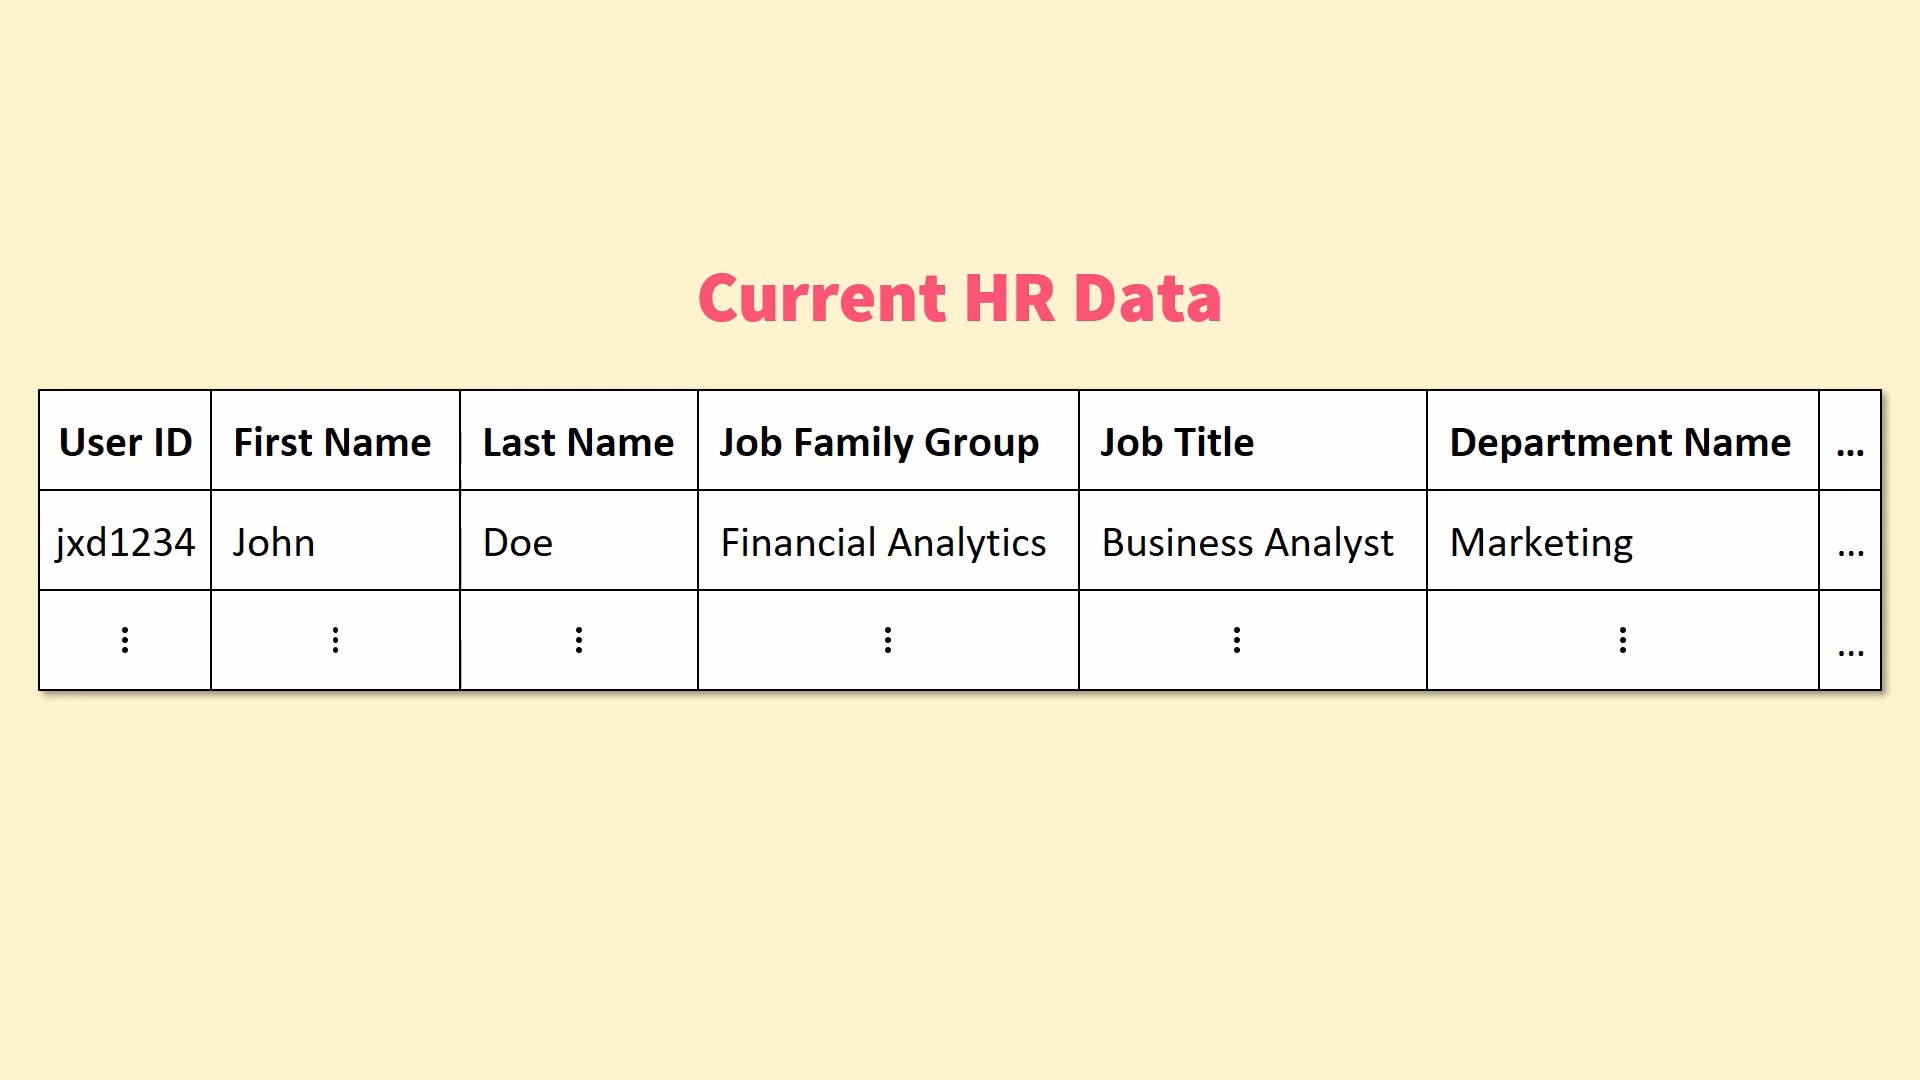 Current HR Data
User ID First Name Last Name Job Family Group Job Title Department Name ...
jxd1234 John Doe Financial Analytics Business Analyst Marketing ...
⋮ ⋮ ⋮ ⋮ ⋮ ⋮ ...